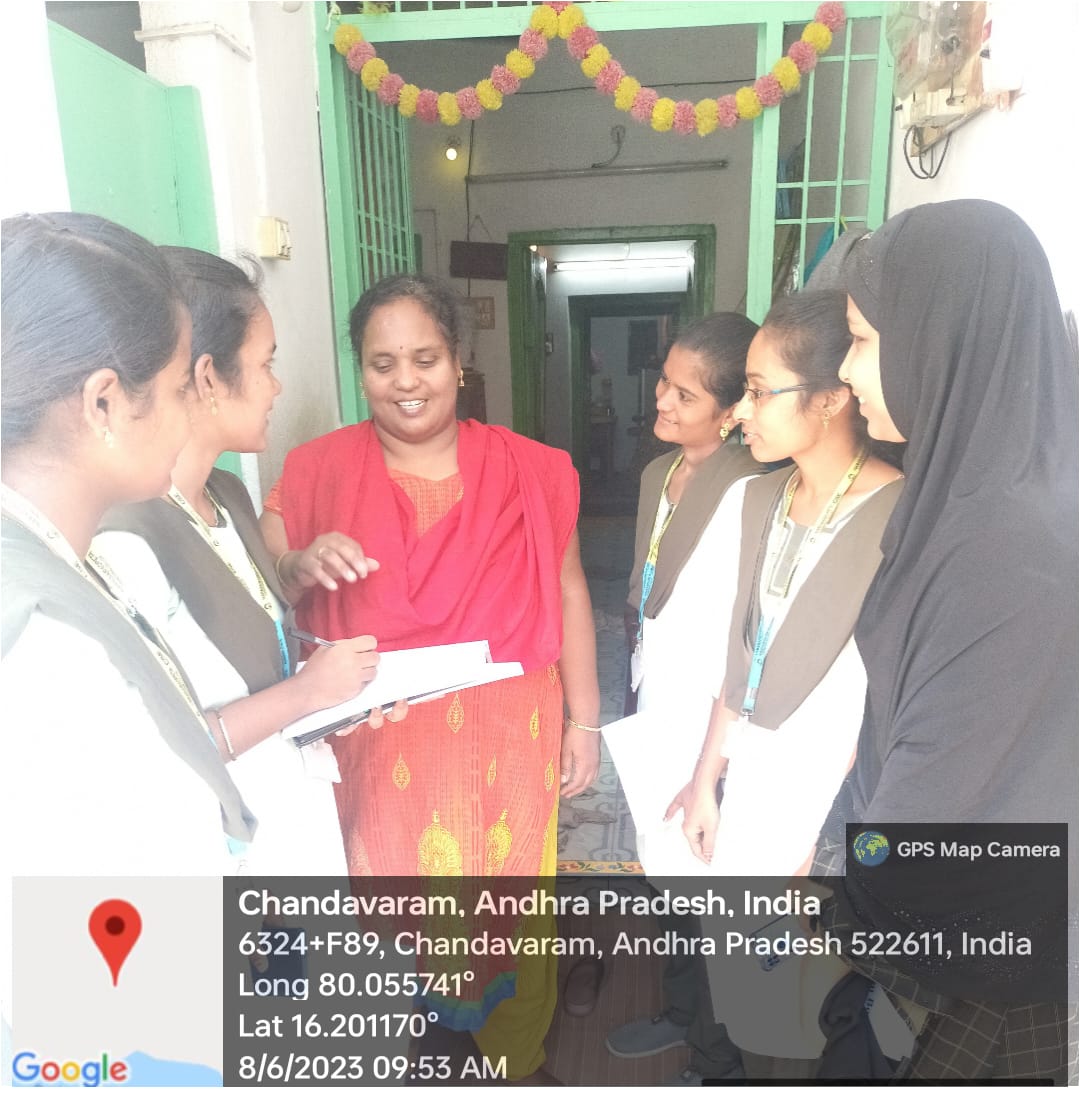 GPS Map Camera
Chandavaram, Andhra Pradesh, India
6324+F89, Chandavaram, Andhra Pradesh 522611, India
Long 80.055741°
Lat 16.201170°
8/6/2023 09:53 AM
Google